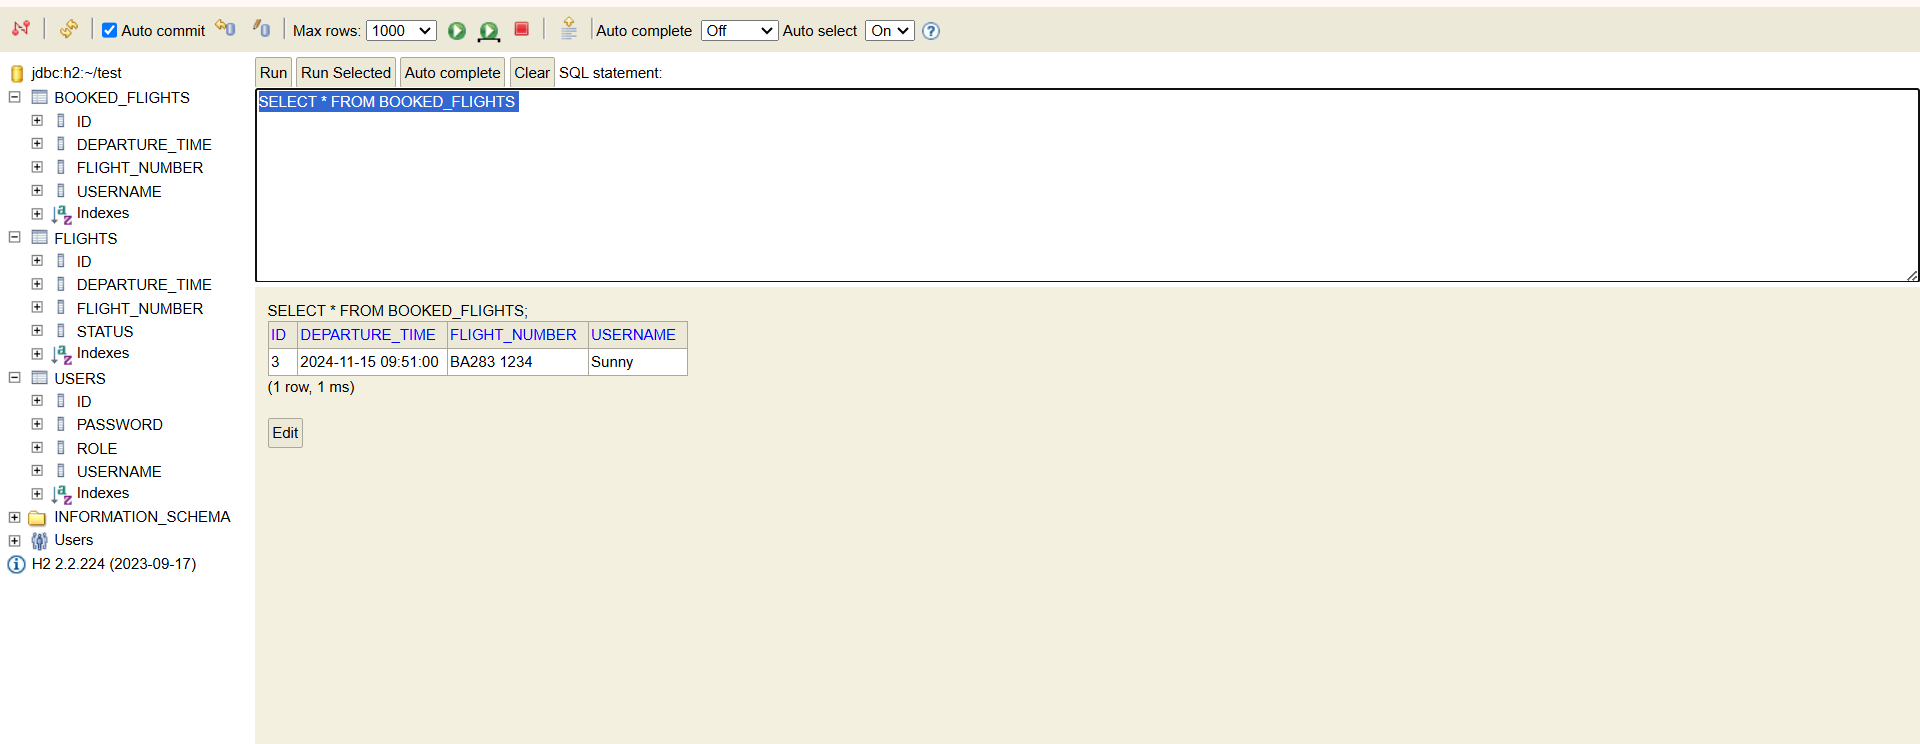 Auto commit Max rows: 1000 Auto complete Off Auto select On ?
jdbc:h2:~/test
BOOKED_FLIGHTS
ID
DEPARTURE_TIME
FLIGHT_NUMBER
USERNAME
Indexes
FLIGHTS
ID
DEPARTURE_TIME
FLIGHT_NUMBER
STATUS
Indexes
USERS
ID
PASSWORD
ROLE
USERNAME
Indexes
INFORMATION_SCHEMA
Users
H2 2.2.224 (2023-09-17)
Run Run Selected Auto complete Clear SQL statement:
SELECT * FROM BOOKED_FLIGHTS
SELECT * FROM BOOKED_FLIGHTS;
ID DEPARTURE_TIME FLIGHT_NUMBER USERNAME
3 2024-11-15 09:51:00 BA283 1234 Sunny
(1 row, 1 ms)
Edit